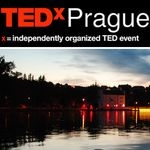 TEDxPrague
x = independently organized TED event